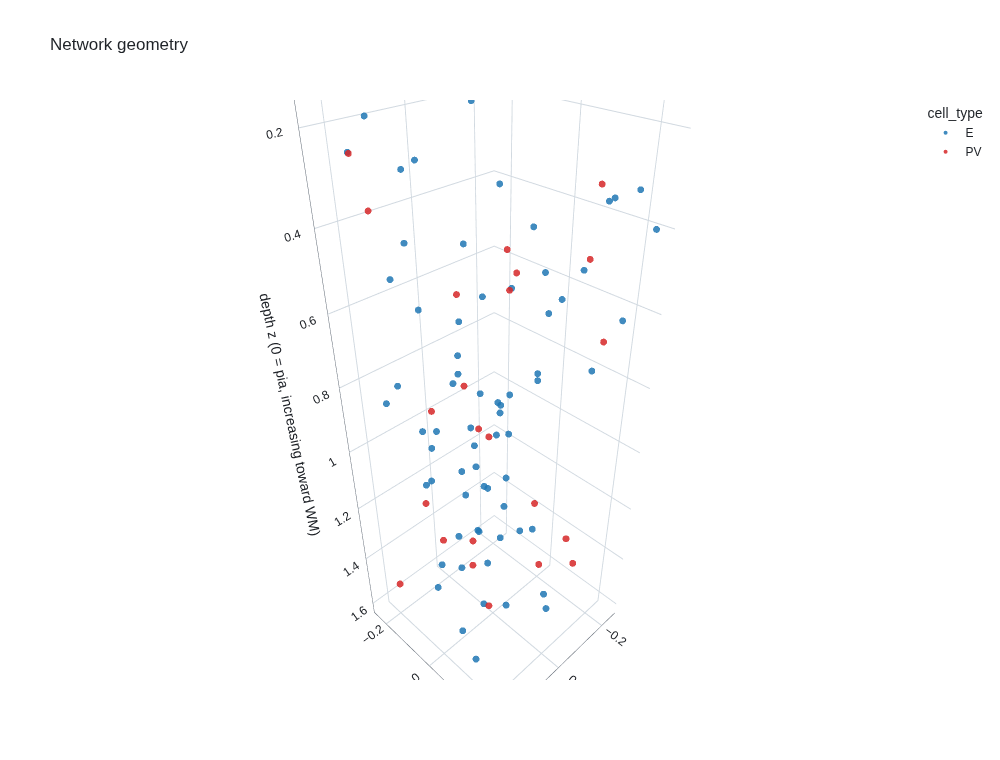 Network geometry
cell_type
E
PV
0.2
0.4
0.6
0.8
1
1.2
1.4
1.6
depth z (0 = pia, increasing toward WM)
−0.2
0
−0.2